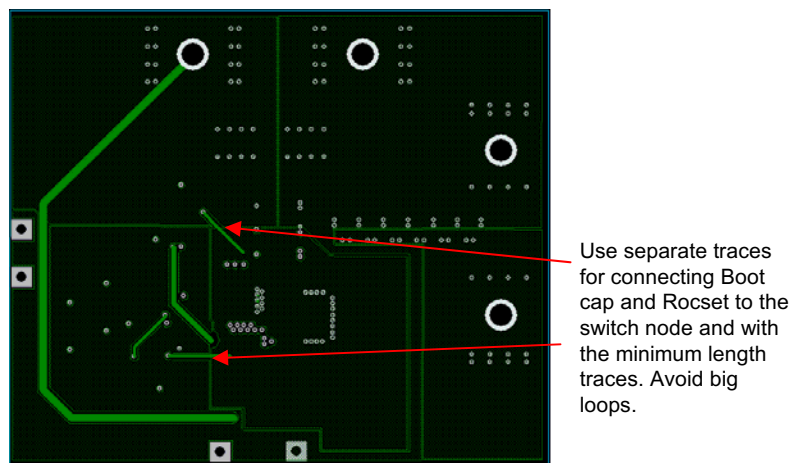 Use separate traces
for connecting Boot
cap and Rocset to the
switch node and with
the minimum length
traces. Avoid big
loops.